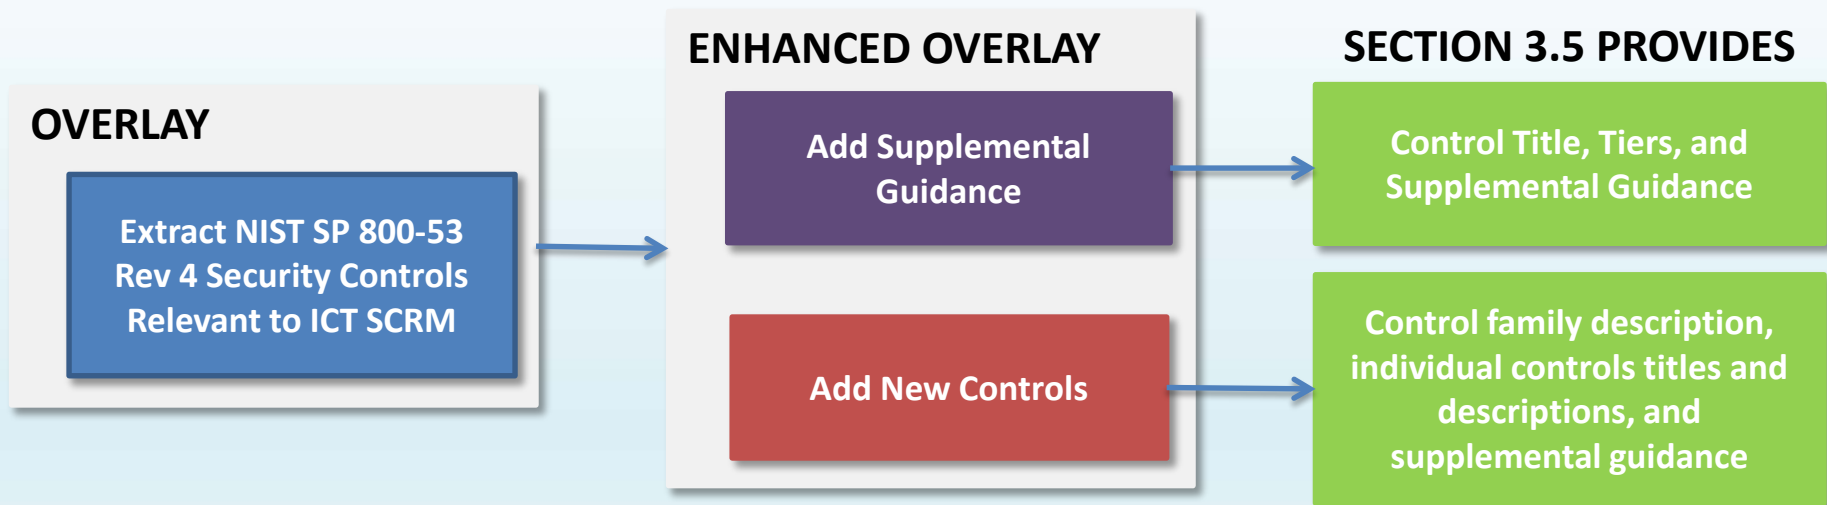 OVERLAY
Extract NIST SP 800-53
Rev 4 Security Controls
Relevant to ICT SCRM
ENHANCED OVERLAY
Add Supplemental
Guidance
Add New Controls
SECTION 3.5 PROVIDES
Control Title, Tiers, and
Supplemental Guidance
Control family description,
individual controls titles and
descriptions, and
supplemental guidance